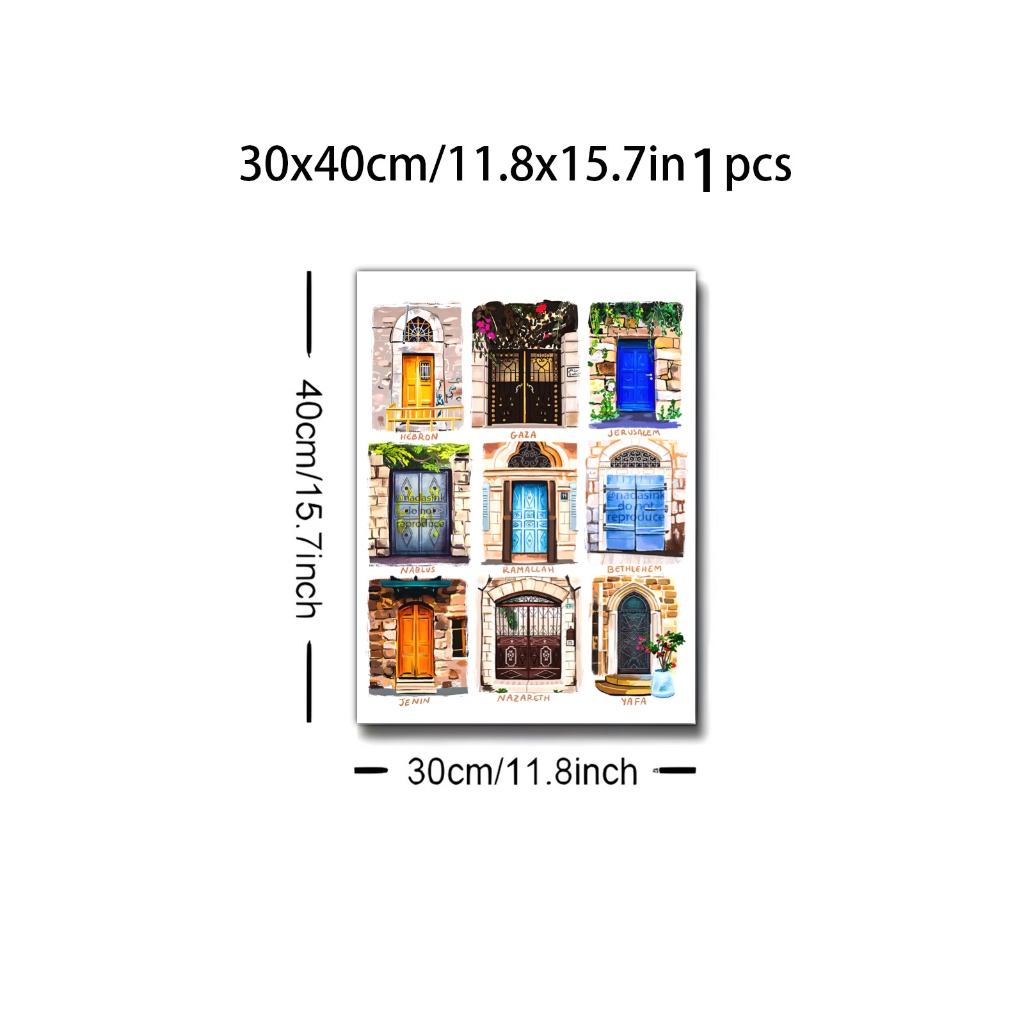 30x40cm/11.8x15.7in 1 pcs
40cm/15.7inch
HEBRON
GAZA
JERUSALEM
@nadasink
do not
reproduce
@nadasink
do not
reproduce
NABLUS
RAMALLAH
BETHLEHEM
JENIN
NAZARETH
YAFA
30cm/11.8inch